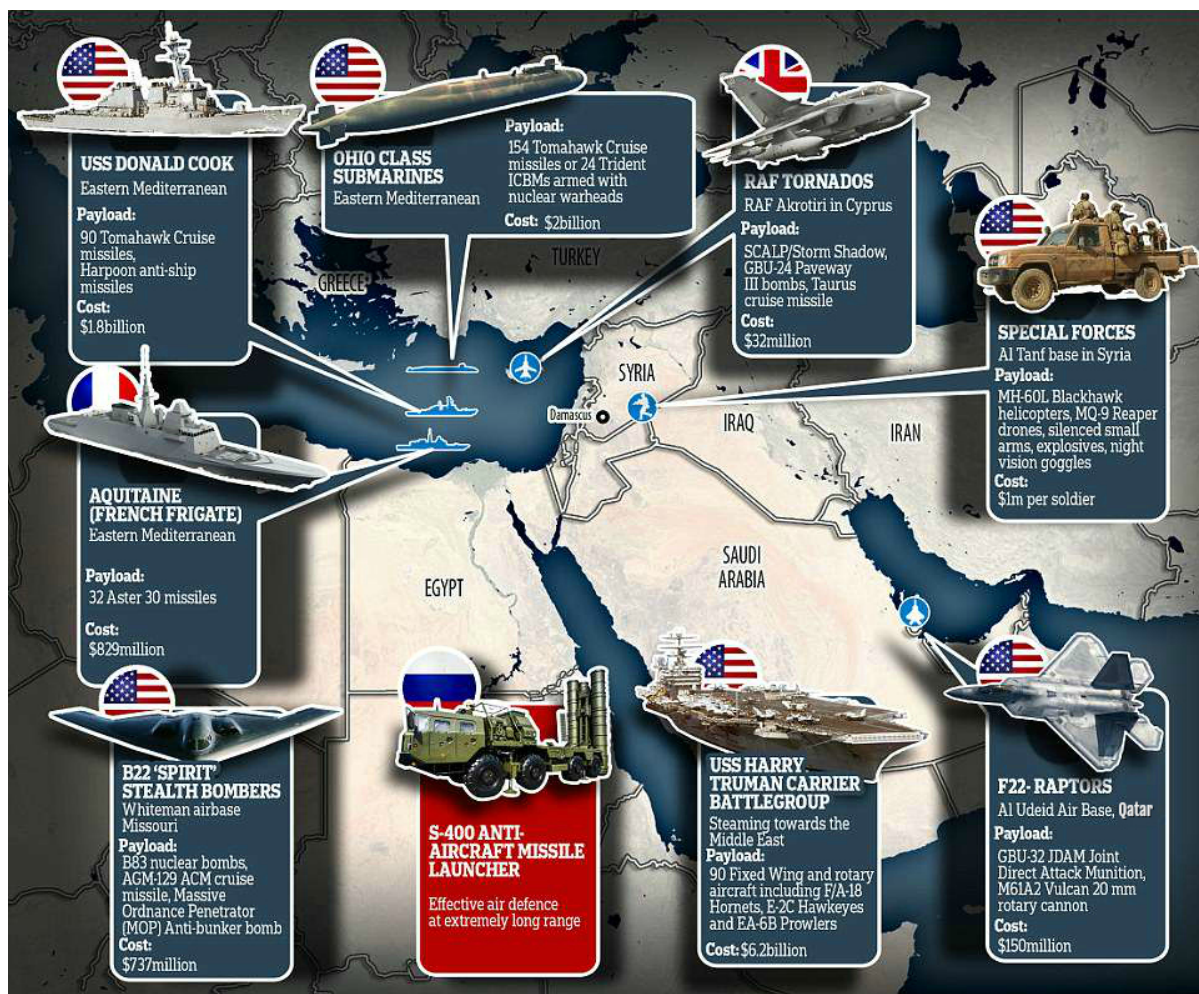 USS DONALD COOK
Eastern Mediterranean
Payload:
90 Tomahawk Cruise
missiles,
Harpoon anti-ship
missiles
Cost:
$1.8billion
OHIO CLASS
SUBMARINES
Eastern Mediterranean
Payload:
154 Tomahawk Cruise
missiles or 24 Trident
ICBMs armed with
nuclear warheads
Cost: $2billion
RAF TORNADOS
RAF Akrotiri in Cyprus
Payload:
SCALP/Storm Shadow,
GBU-24 Paveway
III bombs, Taurus
cruise missile
Cost:
$32million
SPECIAL FORCES
Al Tanf base in Syria
Payload:
MH-60L Blackhawk
helicopters, MQ-9 Reaper
drones, silenced small
arms, explosives, night
vision goggles
Cost:
$1m per soldier
GREECE
TURKEY
SYRIA
Damascus
IRAQ
IRAN
EGYPT
SAUDI
ARABIA
AQUITAINE
(FRENCH FRIGATE)
Eastern Mediterranean
Payload:
32 Aster 30 missiles
Cost:
$829million
B22 ‘SPIRIT’
STEALTH BOMBERS
Whiteman airbase
Missouri
Payload:
B83 nuclear bombs,
AGM-129 ACM cruise
missile, Massive
Ordnance Penetrator
(MOP) Anti-bunker bomb
Cost:
$737million
S-400 ANTI-
AIRCRAFT MISSILE
LAUNCHER
Effective air defence
at extremely long range
USS HARRY
TRUMAN CARRIER
BATTLEGROUP
Steaming towards the
Middle East
Payload:
90 Fixed Wing and rotary
aircraft including F/A-18
Hornets, E-2C Hawkeyes
and EA-6B Prowlers
Cost: $6.2billion
F22- RAPTORS
Al Udeid Air Base, Qatar
Payload:
GBU-32 JDAM Joint
Direct Attack Munition,
M61A2 Vulcan 20 mm
rotary cannon
Cost:
$150million